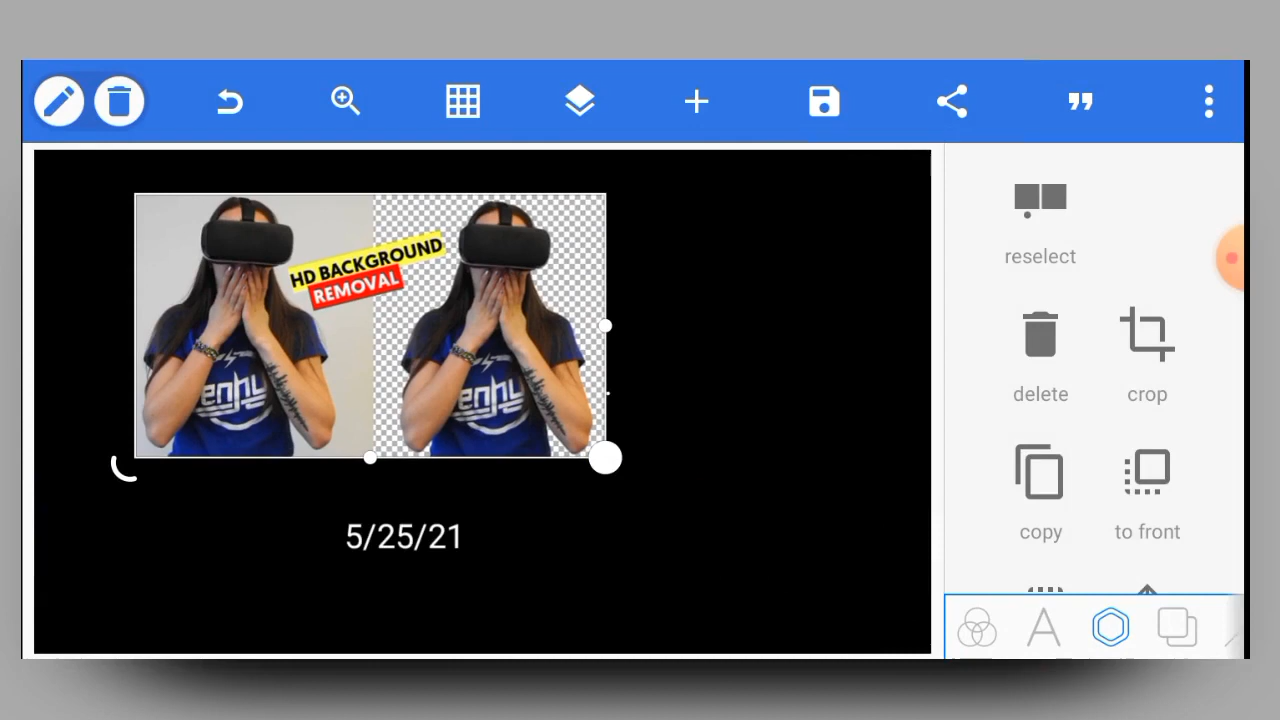 HD BACKGROUND
REMOVAL
5/25/21
reselect
delete
crop
copy
to front